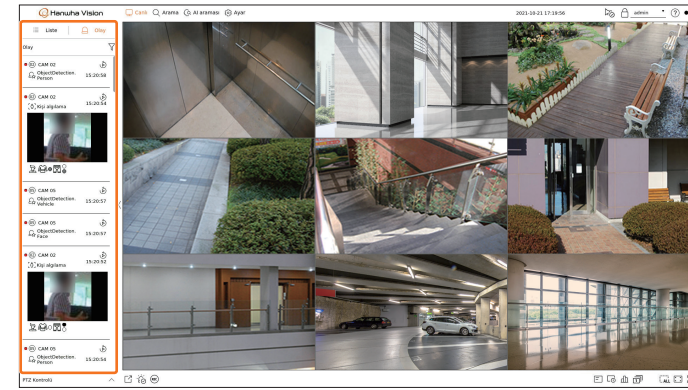 Hanwha Vision Canlı Arama AI araması Ayar 2021-10-21 17:18:56 admin
Liste Olay
Olay
CAM 02
ObjectDetection.
Person 15:20:58
CAM 02
15:20:54
Kişi algılama
CAM 05
ObjectDetection.
Vehicle 15:20:57
CAM 05
ObjectDetection.
Face 15:20:57
CAM 02
15:20:52
Kişi algılama
CAM 05
ObjectDetection.
Person 15:20:54
PTZ Kontrolü
ALL